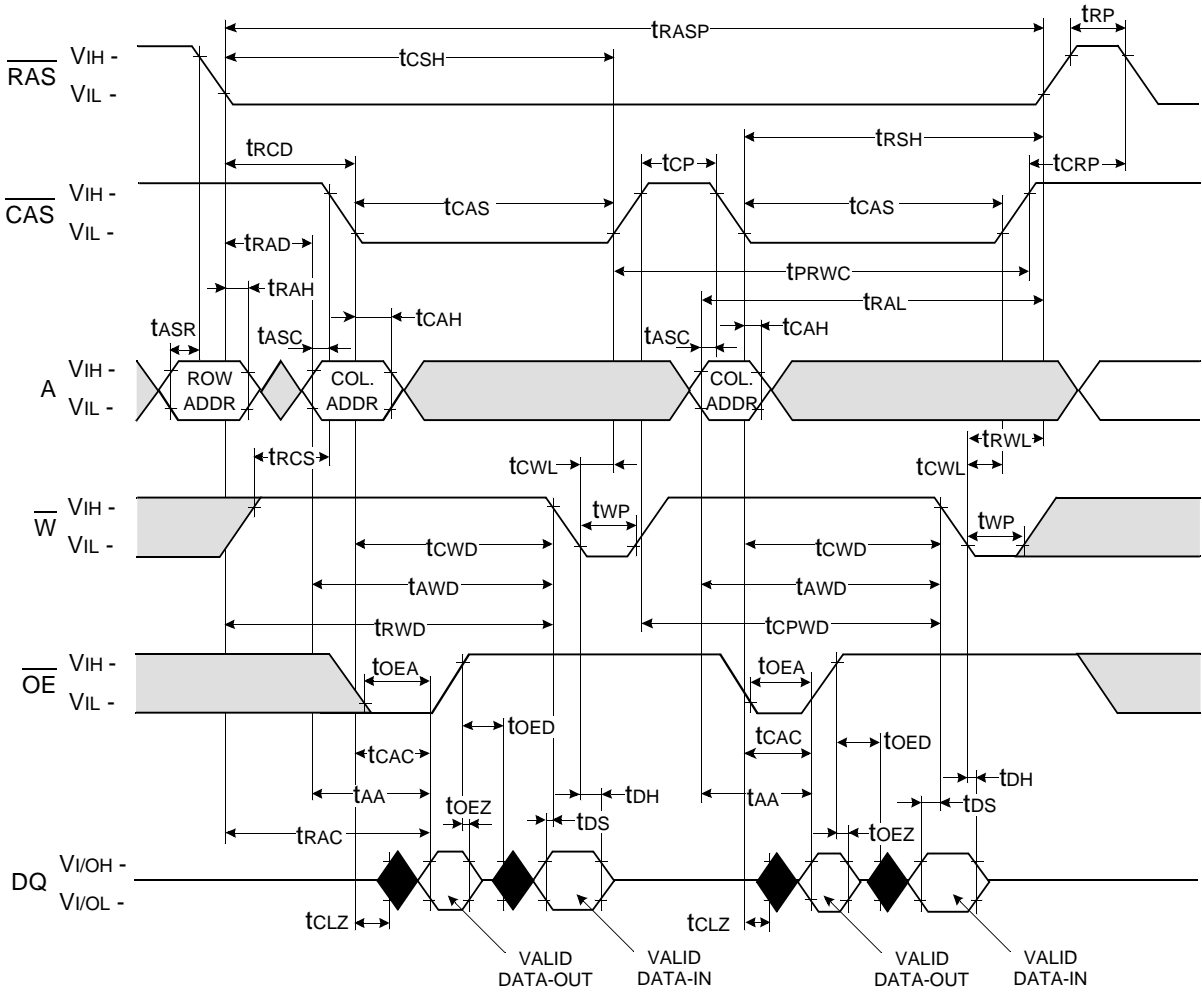 tRP
tRASP
tCSH
RAS
VIH -
VIL -
tRSH
tRCD
tCP
tCRP
CAS
VIH -
VIL -
tCAS
tCAS
tRAD
tPRWC
tRAH
tRAL
tCAH
tCAH
tASR
tASC
tASC
A
VIH -
VIL -
ROW
ADDR
COL.
ADDR
COL.
ADDR
tRWL
tRCS
tCWL
tCWL
W
VIH -
VIL -
tWP
tWP
tCWD
tCWD
tAWD
tAWD
tRWD
tCPWD
OE
VIH -
VIL -
tOEA
tOEA
tOED
tOED
tCAC
tCAC
tDH
tDH
tAA
tOEZ
tDS
tAA
tDS
tOEZ
tRAC
DQ
VI/OH -
VI/OL -
tCLZ
tCLZ
VALID
DATA-OUT
VALID
DATA-IN
VALID
DATA-OUT
VALID
DATA-IN